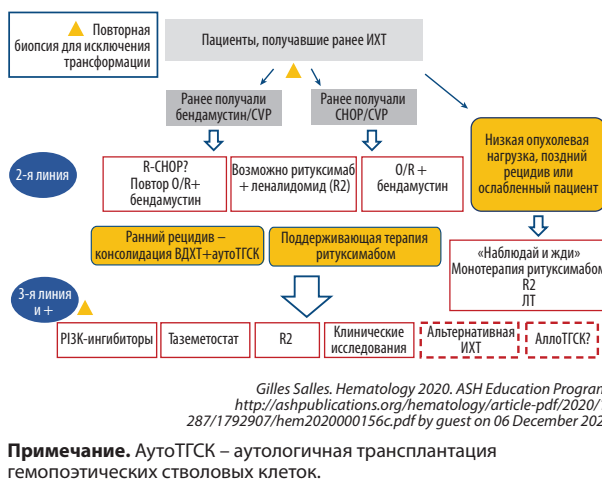 Повторная
биопсия для исключения
трансформации
Пациенты, получавшие ранее ИХТ
Ранее получали
бендамустин/CVP
Ранее получали
CHOP/CVP
Низкая опухолевая
нагрузка, поздний
рецидив или
ослабленный пациент
2-я линия
R-CHOP?
Повтор O/R+
бендамустин
Возможно ритуксимаб
+ леналидомид (R2)
O/R +
бендамустин
Ранний рецидив –
консолидация ВДХТ+аутоТГСК
Поддерживающая терапия
ритуксимабом
«Наблюдай и жди»
Монотерапия ритуксимабом
R2
ЛТ
3-я линия
и +
PI3K-ингибиторы
Таземетостат
R2
Клинические
исследования
Альтернативная
ИХТ
АллоТГСК?
Gilles Salles. Hematology 2020. ASH Education Program
http://ashpublications.org/hematology/article-pdf/2020/1
287/1792907/hem2020000156c.pdf by guest on 06 December 202
Примечание. АутоТГСК – аутологичная трансплантация
гемопоэтических стволовых клеток.